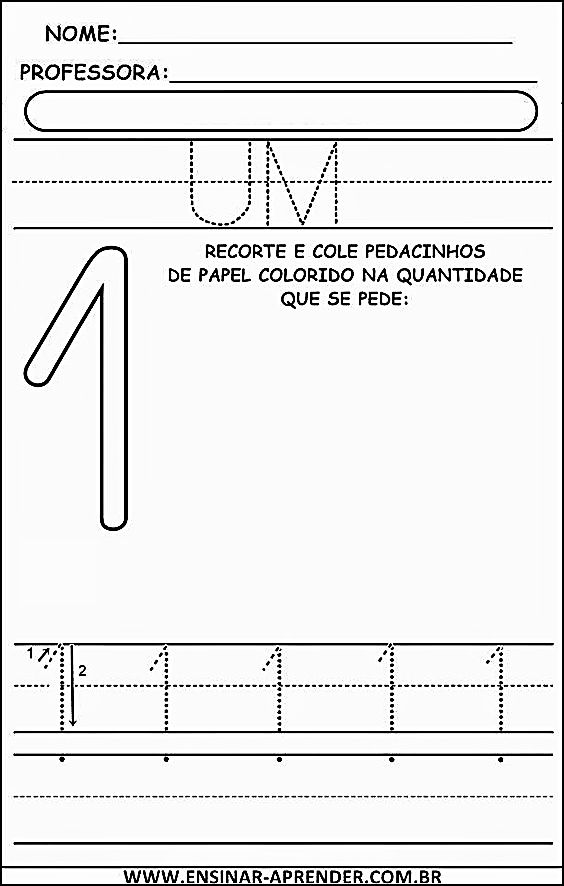 NOME:
PROFESSORA:
UM
RECORTE E COLE PEDACINHOS
DE PAPEL COLORIDO NA QUANTIDADE
QUE SE PEDE:
1
1 2 1 1 1 1 1
WWW.ENSINAR-APRENDER.COM.BR